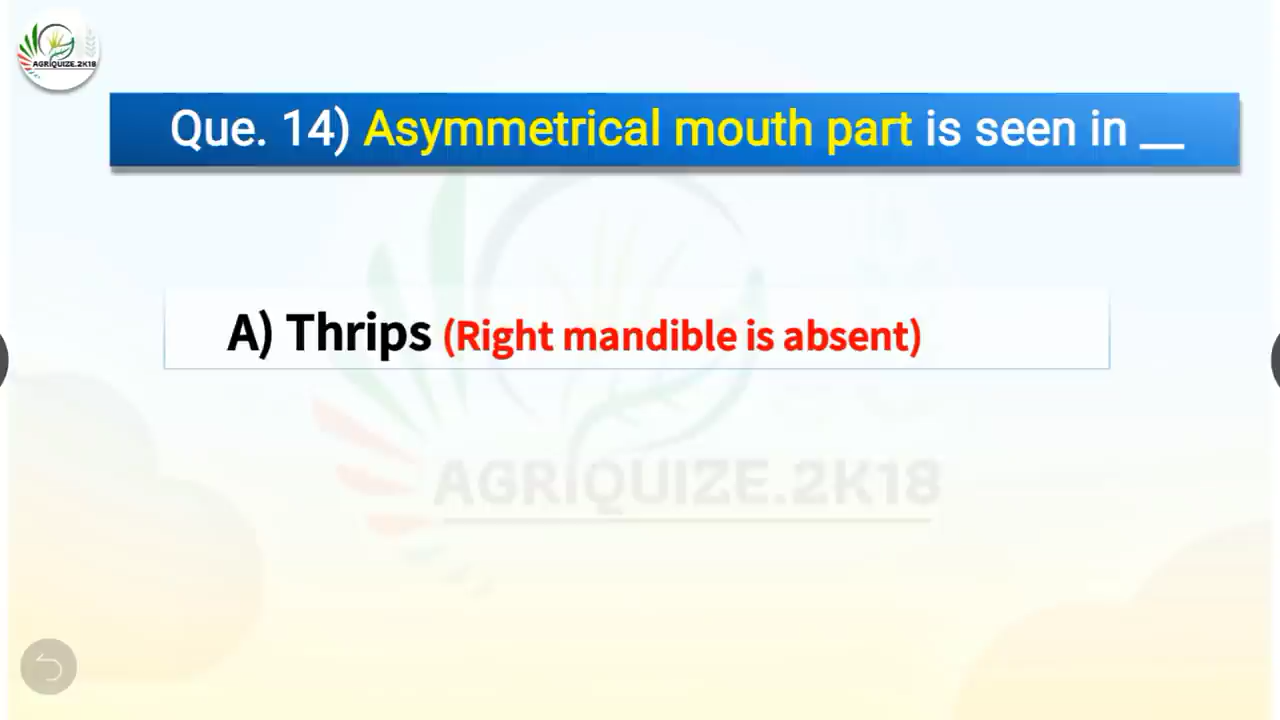 AGRIQUIZE.2K18
Que. 14) Asymmetrical mouth part is seen in __
A) Thrips (Right mandible is absent)
AGRIQUIZE.2K18